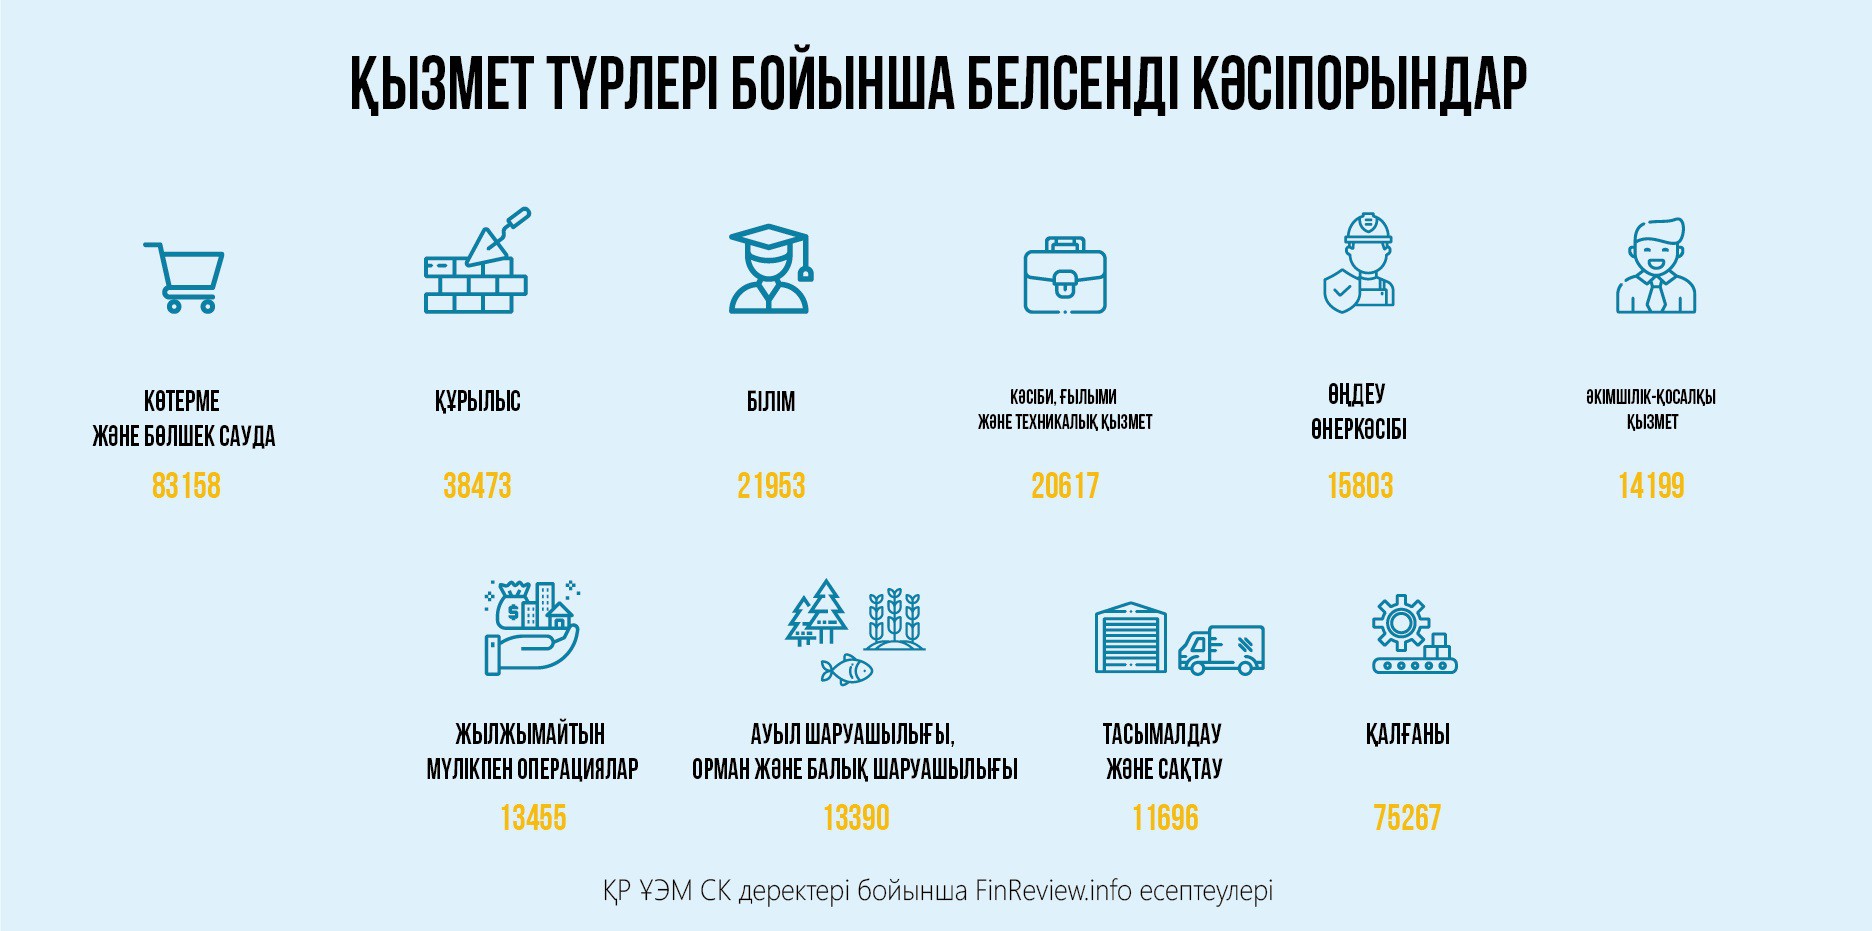 ҚЫЗМЕТ ТҮРЛЕРІ БОЙЫНША БЕЛСЕНДІ КӘСІПОРЫНДАР
КӨТЕРМЕ
ЖӘНЕ БӨЛШЕК САУДА
83158
ҚҰРЫЛЫС
38473
БІЛІМ
21953
КӘСІБИ, ҒЫЛЫМИ
ЖӘНЕ ТЕХНИКАЛЫҚ ҚЫЗМЕТ
20617
ӨҢДЕУ
ӨНЕРКӘСІБІ
15803
ӘКІМШІЛІК-ҚОСАЛҚЫ
ҚЫЗМЕТ
14199
ЖЫЛЖЫМАЙТЫН
МҮЛІКПЕН ОПЕРАЦИЯЛАР
13455
АУЫЛ ШАРУАШЫЛЫҒЫ,
ОРМАН ЖӘНЕ БАЛЫҚ ШАРУАШЫЛЫҒЫ
13390
ТАСЫМАЛДАУ
ЖӘНЕ САҚТАУ
11696
ҚАЛҒАНЫ
75267
ҚР ҰЭМ СК деректері бойынша FinReview.info есептеулері